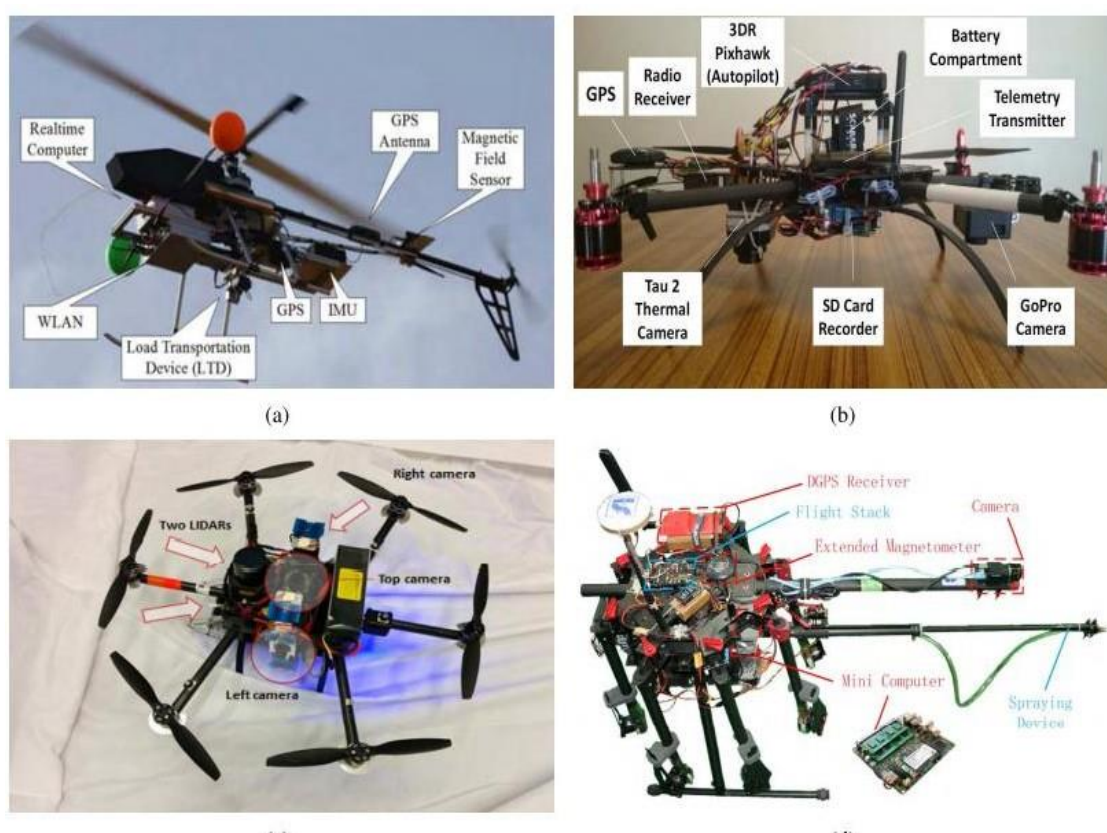 Realtime
Computer
GPS
Antenna
Magnetic
Field
Sensor
WLAN
Load Transportation
Device (LTD)
GPS
IMU
(a)
3DR
Pixhawk
(Autopilot)
Battery
Compartment
GPS
Radio
Receiver
Telemetry
Transmitter
Tau 2
Thermal
Camera
SD Card
Recorder
GoPro
Camera
(b)
Right camera
Two LIDARs
Top camera
Left camera
DGPS Receiver
Flight Stack
Camera
Extended Magnetometer
Mini Computer
Spraying
Device